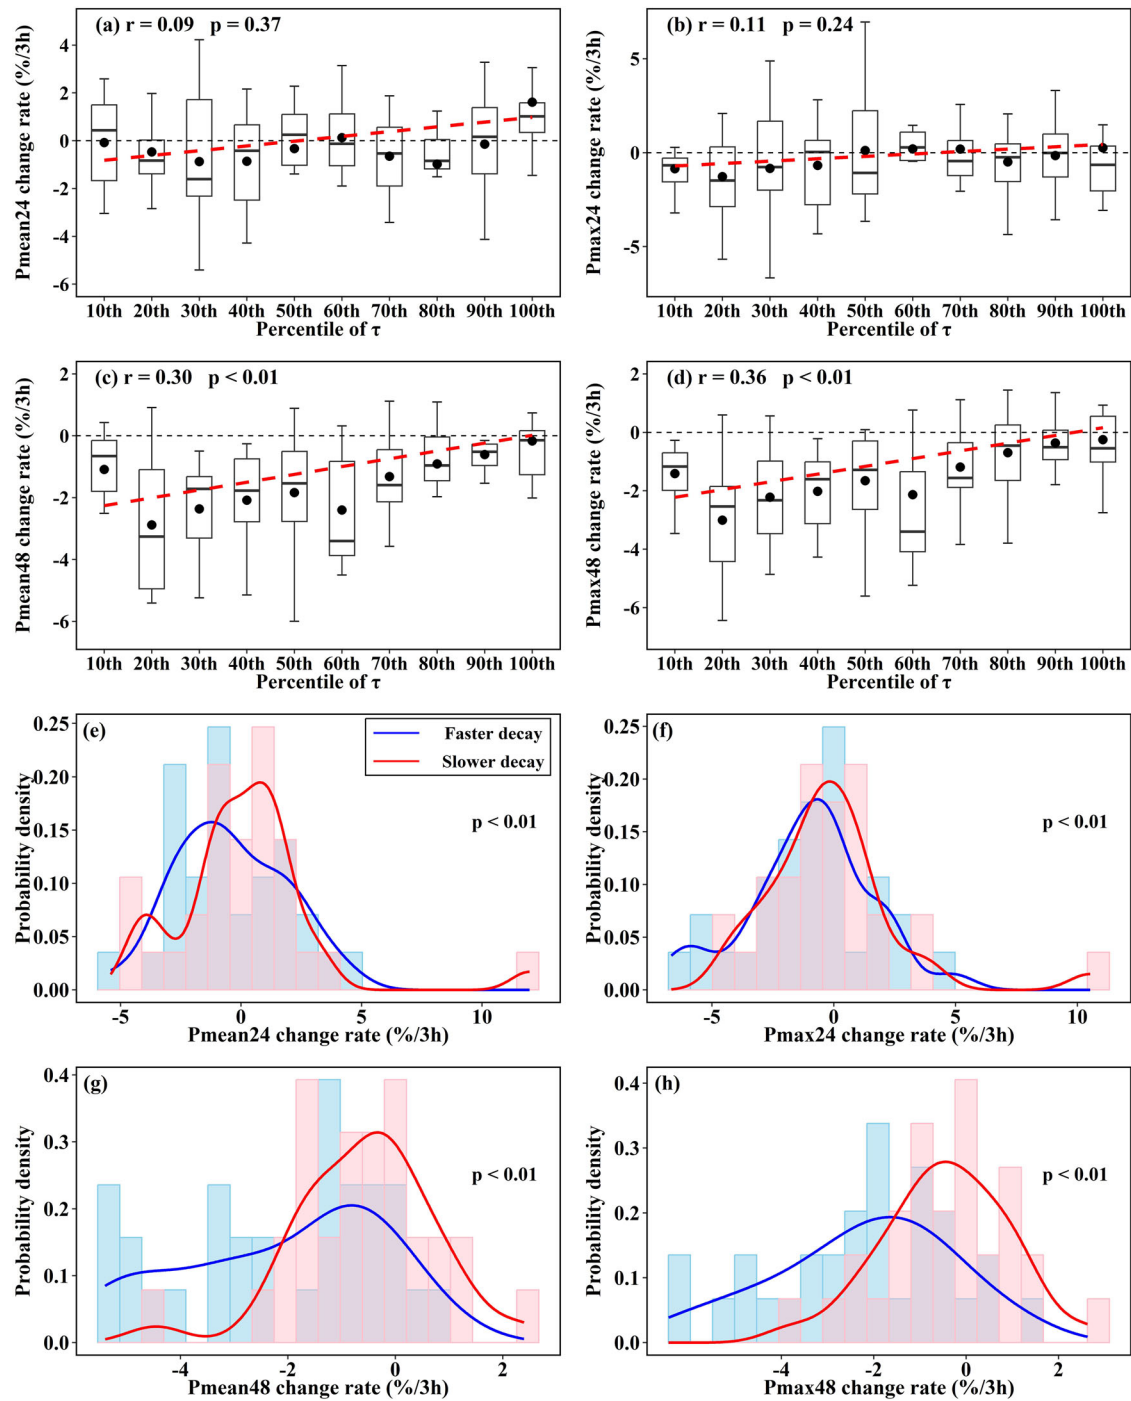 (a) r = 0.09 p = 0.37
Pmean24 change rate (%/3h)
4
2
0
-2
-4
-6
10th 20th 30th 40th 50th 60th 70th 80th 90th 100th
Percentile of τ
(b) r = 0.11 p = 0.24
Pmax24 change rate (%/3h)
5
0
-5
10th 20th 30th 40th 50th 60th 70th 80th 90th 100th
Percentile of τ
(c) r = 0.30 p < 0.01
Pmean48 change rate (%/3h)
2
0
-2
-4
-6
10th 20th 30th 40th 50th 60th 70th 80th 90th 100th
Percentile of τ
(d) r = 0.36 p < 0.01
Pmax48 change rate (%/3h)
2
0
-2
-4
-6
10th 20th 30th 40th 50th 60th 70th 80th 90th 100th
Percentile of τ
(e)
Faster decay
Slower decay
p < 0.01
Probability density
0.25
0.20
0.15
0.10
0.05
0.00
-5 0 5 10
Pmean24 change rate (%/3h)
(f)
p < 0.01
Probability density
0.25
0.20
0.15
0.10
0.05
0.00
-5 0 5 10
Pmax24 change rate (%/3h)
(g)
p < 0.01
Probability density
0.4
0.3
0.2
0.1
0.0
-4 -2 0 2
Pmean48 change rate (%/3h)
(h)
p < 0.01
Probability density
0.4
0.3
0.2
0.1
0.0
-4 -2 0 2
Pmax48 change rate (%/3h)